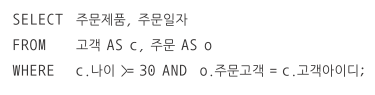 SELECT 주문제품, 주문일자
FROM 고객 AS c, 주문 AS o
WHERE c.나이 >= 30 AND o.주문고객 = c.고객아이디;